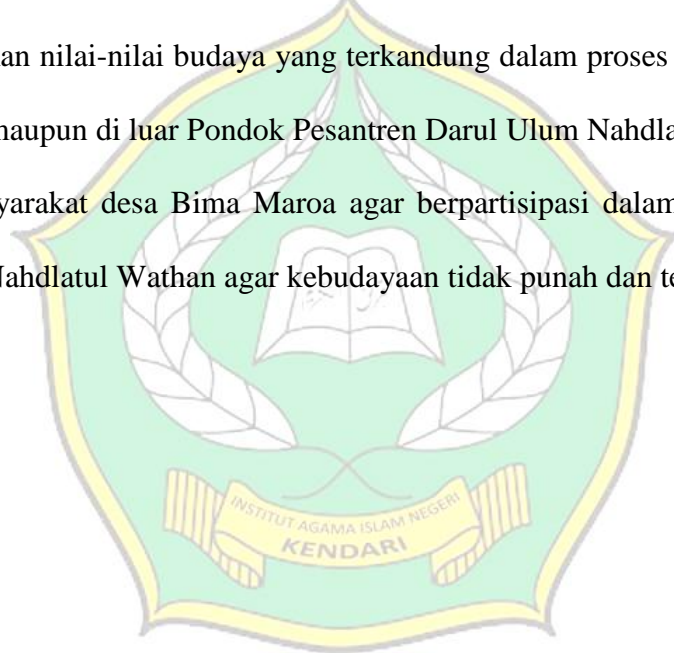 an nilai-nilai budaya yang terkandung dalam proses
maupun di luar Pondok Pesantren Darul Ulum Nahdla
yarakat desa Bima Maroa agar berpartisipasi dalam
Nahdlatul Wathan agar kebudayaan tidak punah dan te
INSTITUT AGAMA ISLAM NEGERI
KENDARI